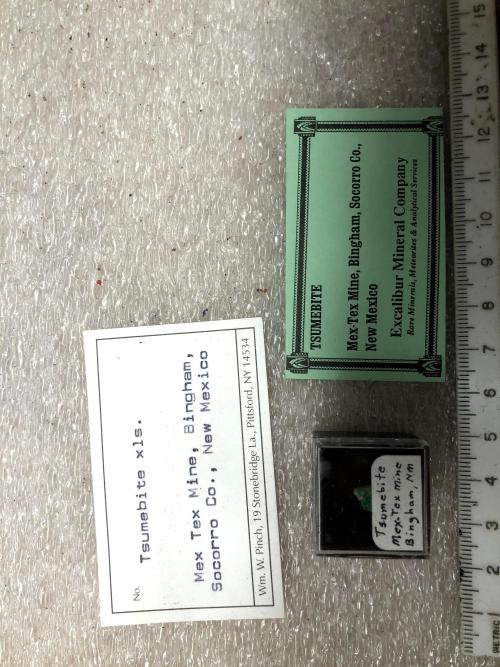 No.
Tsumebite xls.
Mex Tex Mine, Bingham,
Socorro Co., New Mexico
Wm. W. Pinch, 19 Stonebridge La., Pittsford, NY 14534
TSUMEBITE
Mex-Tex Mine, Bingham, Socorro Co.,
New Mexico
Excalibur Mineral Company
Rare Minerals, Meteorites & Analytical Services
Tsumebite
Mex-Tex Mine
Bingham, NM
METRIC 1 2 3 4 5 6 7 8 9 10 11 12 13 14 15